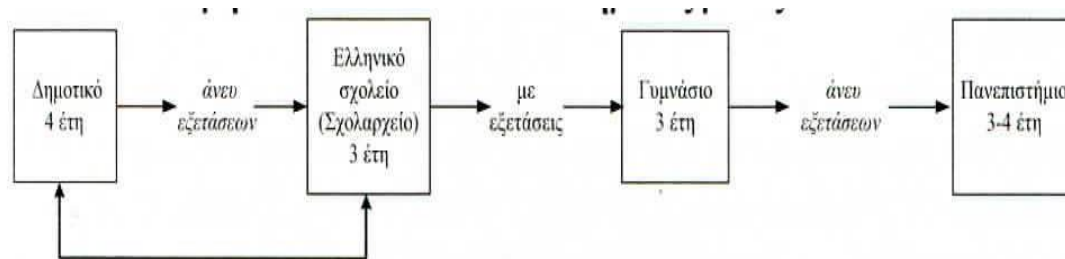 Δημοτικό
4 έτη
άνευ
εξετάσεων
Ελληνικό
σχολείο
(Σχολαρχείο)
3 έτη
με
εξετάσεις
Γυμνάσιο
3 έτη
άνευ
εξετάσεων
Πανεπιστήμιο
3-4 έτη